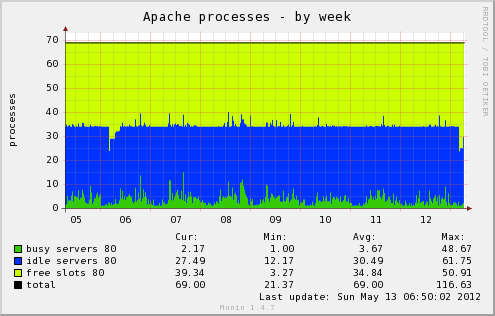 Apache processes - by week
RRDTOOL / TOBI OETIKER
processes
70
60
50
40
30
20
10
0
05 06 07 08 09 10 11 12
Cur: Min: Avg: Max:
busy servers 80 2.17 1.00 3.67 48.67
idle servers 80 27.49 12.17 30.49 61.75
free slots 80 39.34 3.27 34.84 50.91
total 69.00 21.37 69.00 116.63
Last update: Sun May 13 06:50:02 2012
Munin 1.4.7